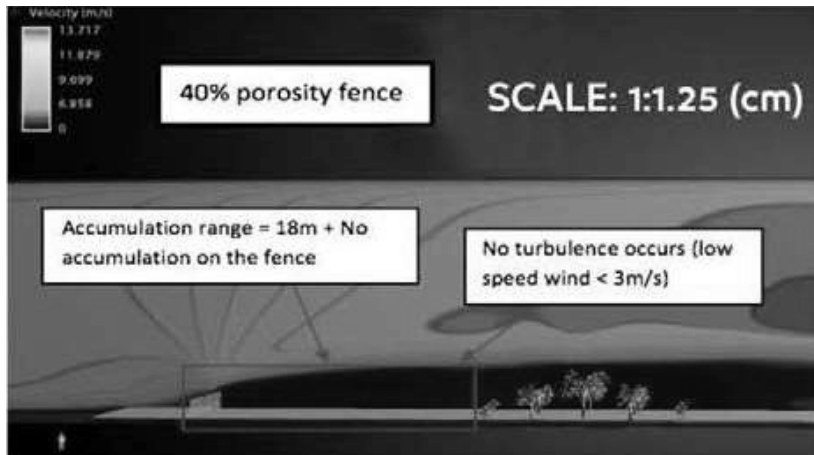 Velocity (m/s)
13.717
11.879
9.699
6.858
0
40% porosity fence
SCALE: 1:1.25 (cm)
Accumulation range = 18m + No
accumulation on the fence
No turbulence occurs (low
speed wind < 3m/s)